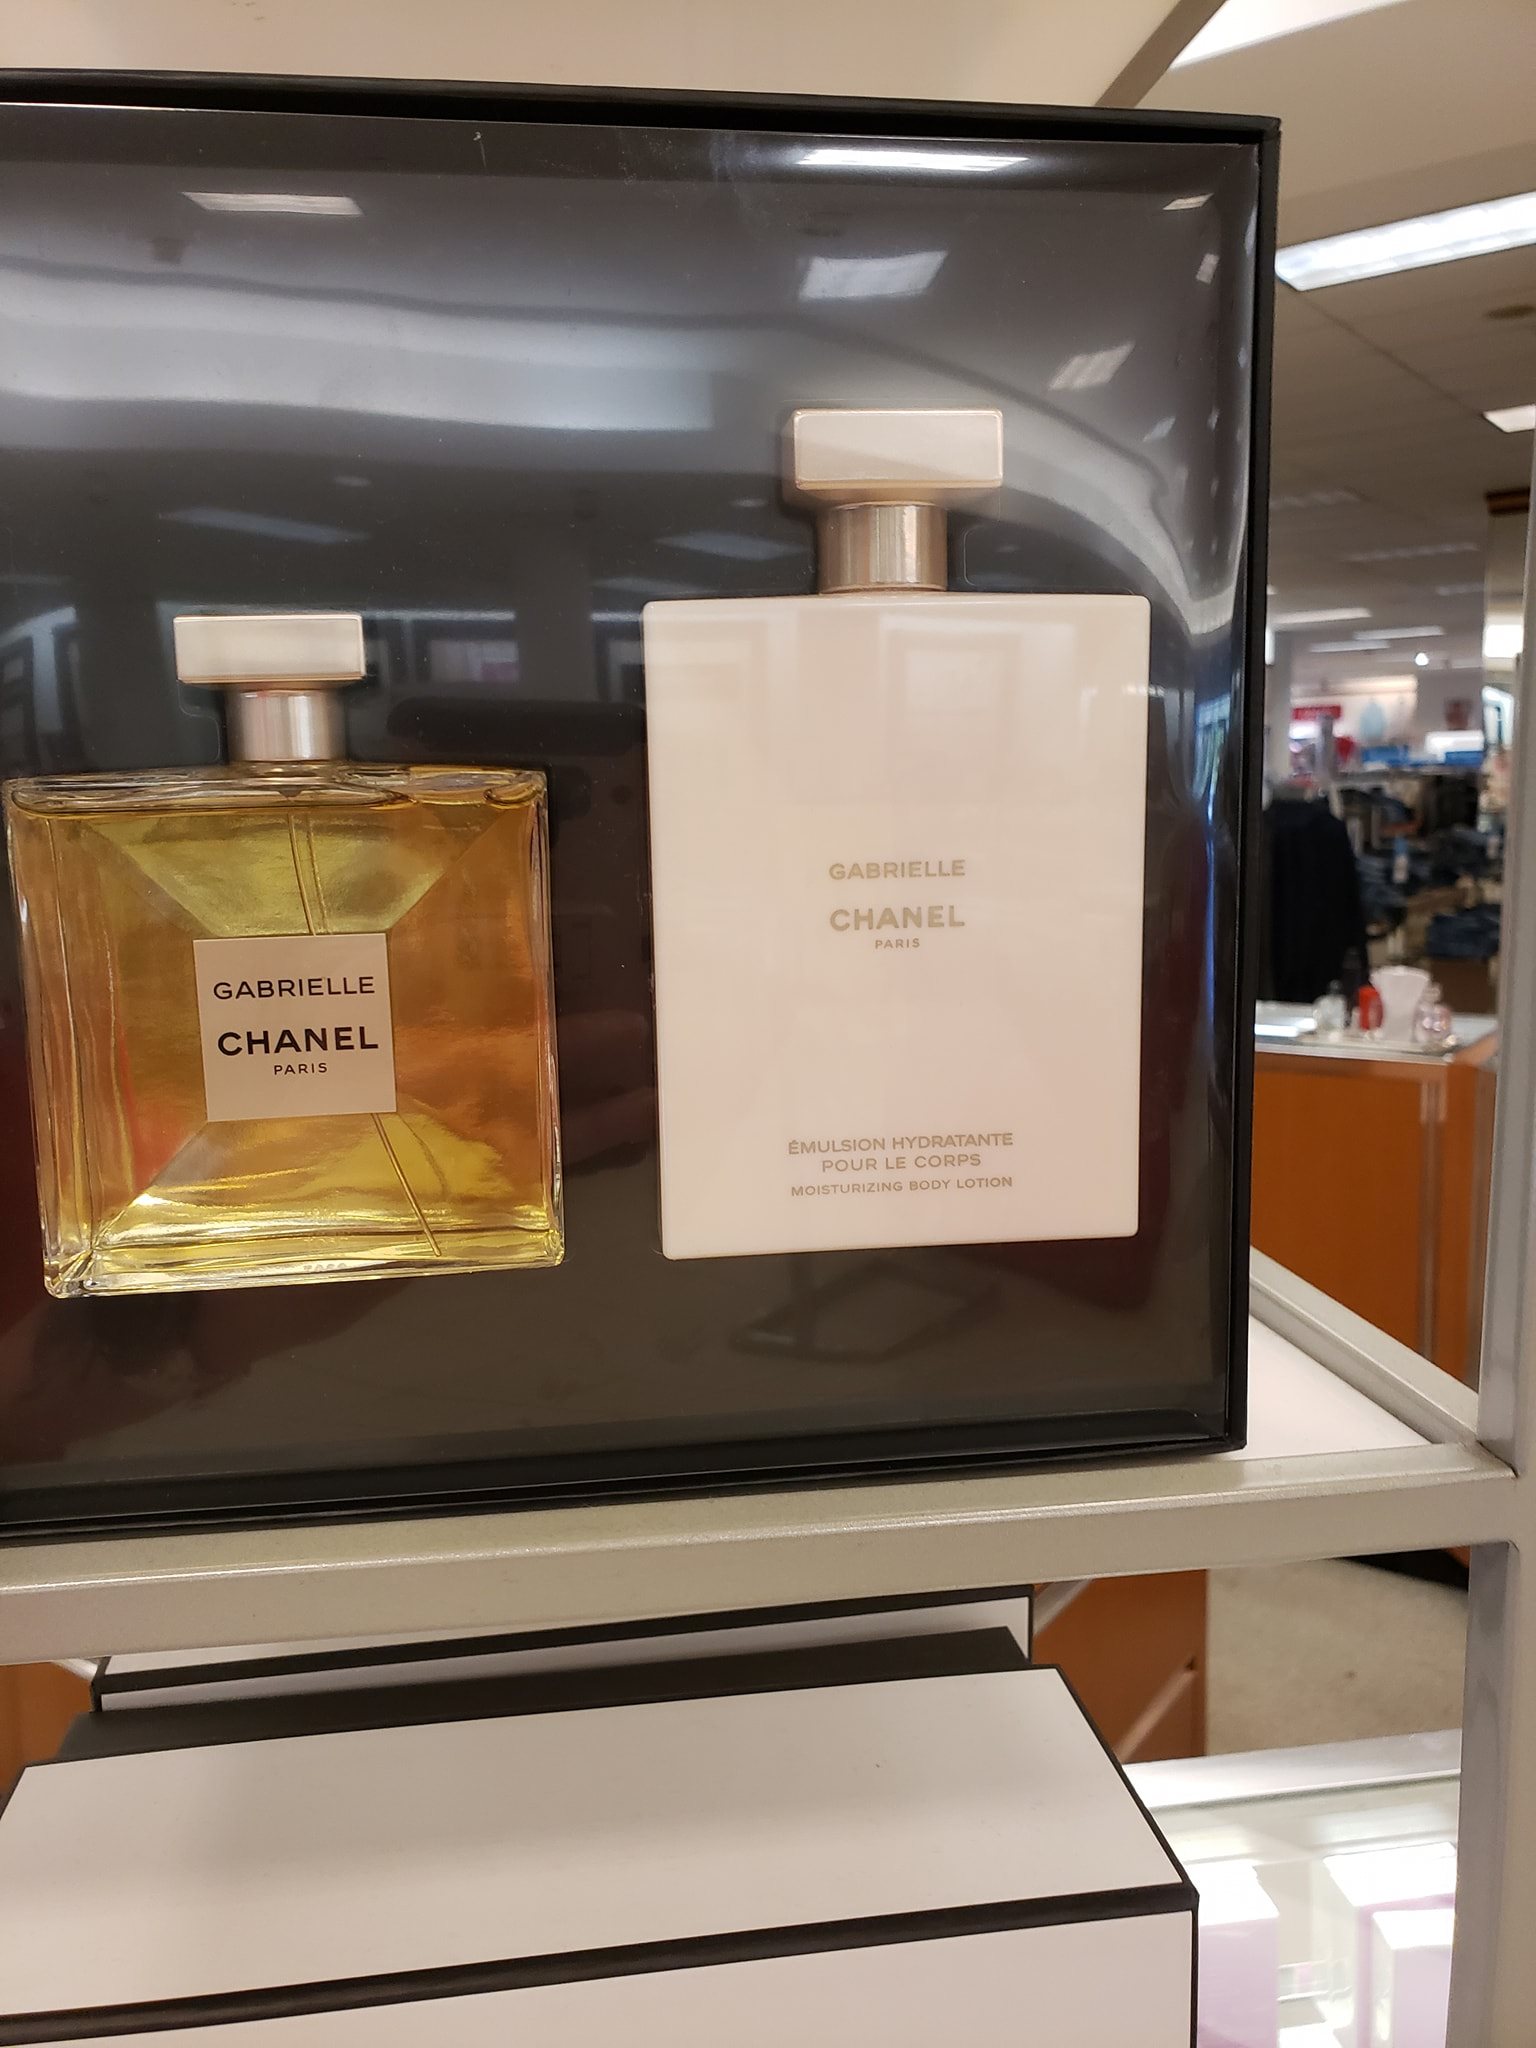 GABRIELLE
CHANEL
PARIS
GABRIELLE
CHANEL
PARIS
ÉMULSION HYDRATANTE
POUR LE CORPS
MOISTURIZING BODY LOTION